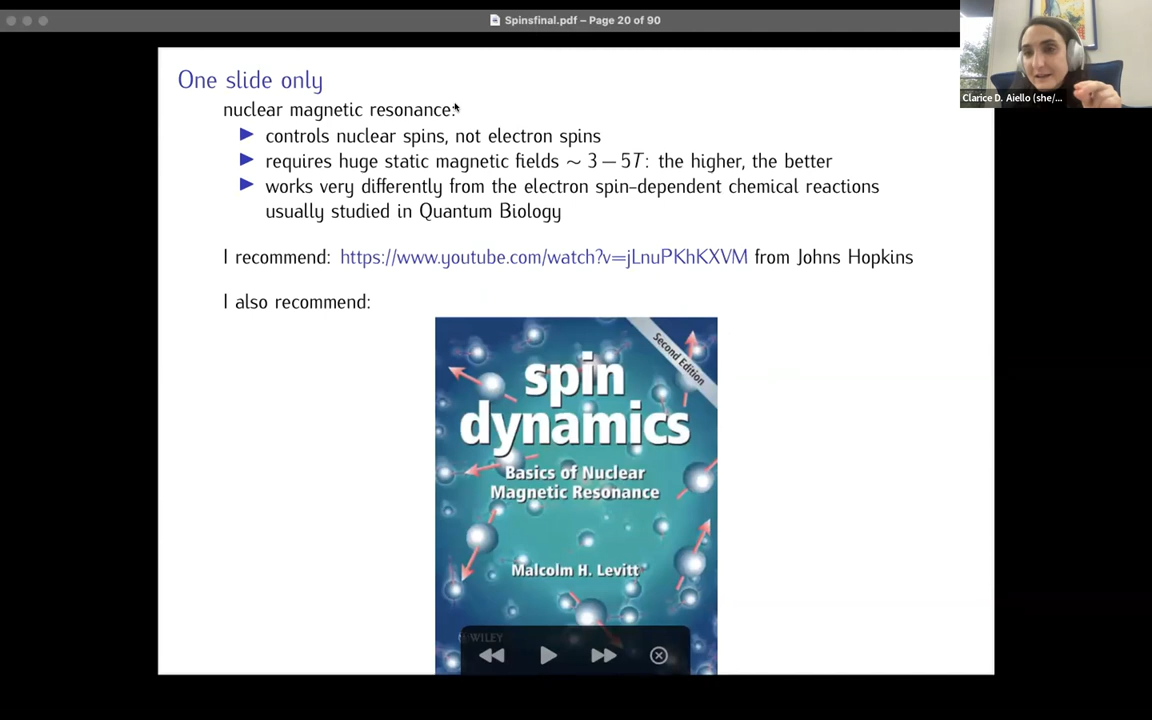 Spinsfinal.pdf – Page 20 of 90
Clarice D. Aiello (she/...
One slide only
nuclear magnetic resonance:
▶ controls nuclear spins, not electron spins
▶ requires huge static magnetic fields ~ 3 – 5T: the higher, the better
▶ works very differently from the electron spin-dependent chemical reactions
usually studied in Quantum Biology
I recommend: https://www.youtube.com/watch?v=jLnuPKhKXVM from Johns Hopkins
I also recommend:
Second Edition
spin
dynamics
Basics of Nuclear
Magnetic Resonance
Malcolm H. Levitt
WILEY